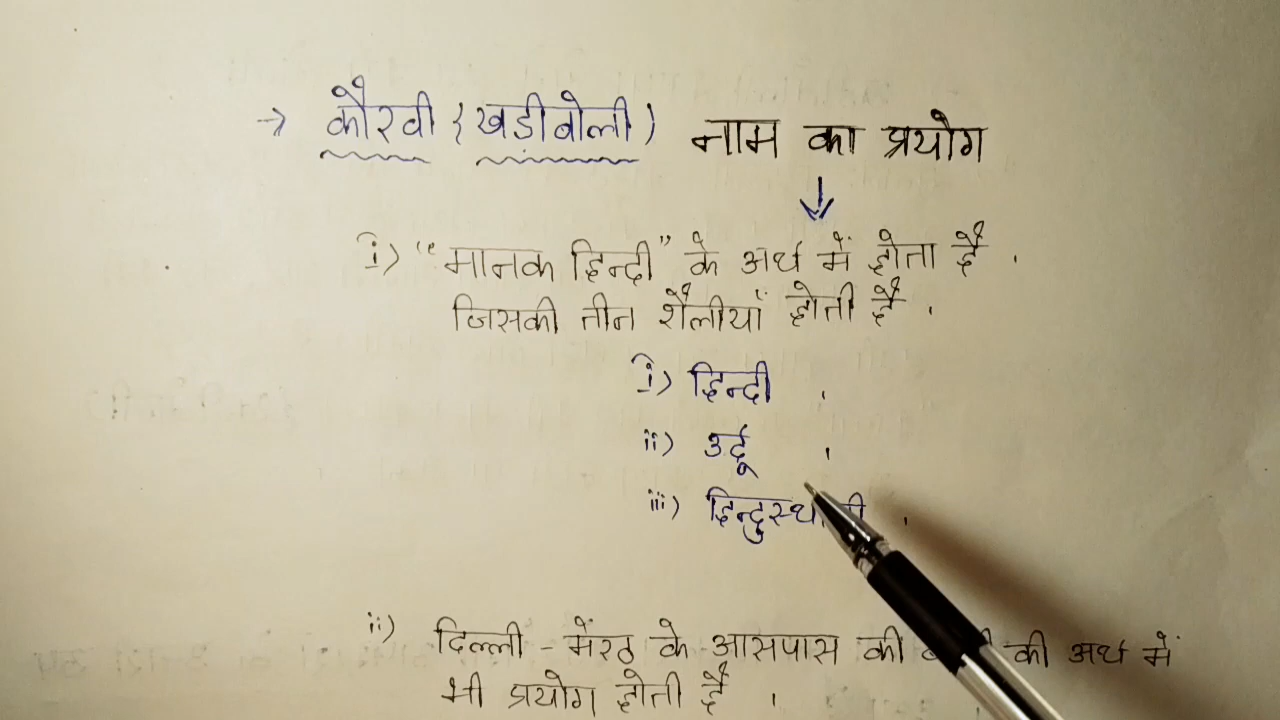 → कौरवी (खडीबोली) नाम का प्रयोग
↓
i) "मानक हिन्दी" के अर्थ में होता है .
जिसकी तीन शैलीयाँ होती है .
i) हिन्दी .
ii) उर्दू .
iii) हिन्दुस्थानी .
ii) दिल्ली - मेंरठ के आसपास की की अर्थ में
भी प्रयोग होती है .